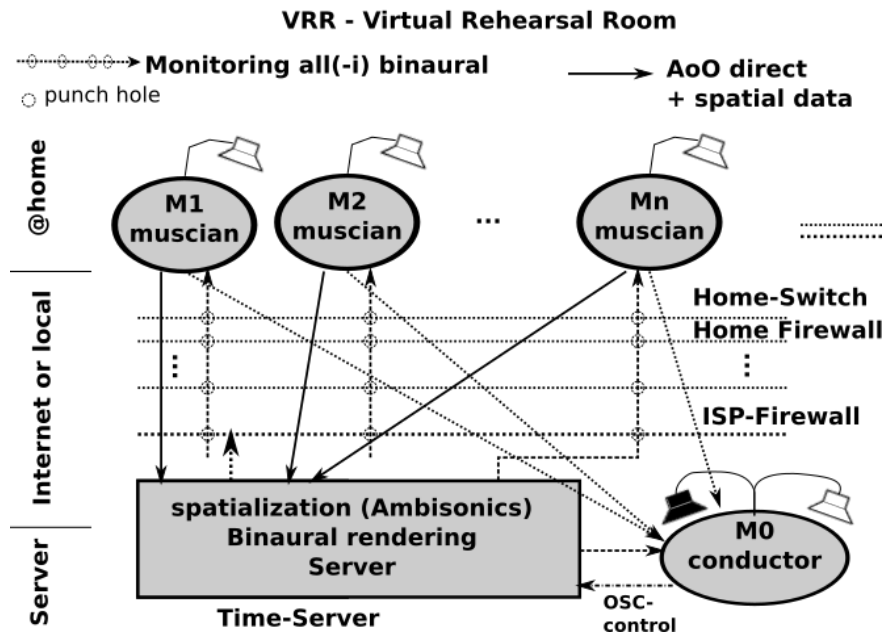 VRR - Virtual Rehearsal Room
Monitoring all(-i) binaural
punch hole
AoO direct
+ spatial data
@home
M1
muscian
M2
muscian
...
Mn
muscian
Internet or local
Home-Switch
Home Firewall
...
...
ISP-Firewall
Server
spatialization (Ambisonics)
Binaural rendering
Server
M0
conductor
Time-Server
OSC-
control